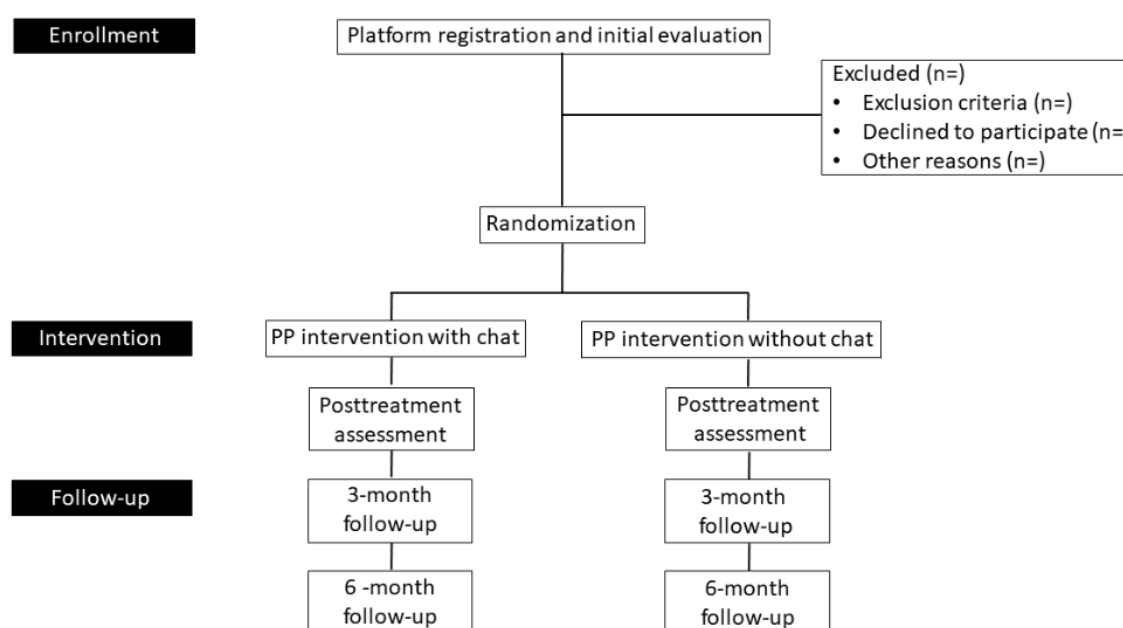 Enrollment
Platform registration and initial evaluation
Excluded (n=)
• Exclusion criteria (n=)
• Declined to participate (n=
• Other reasons (n=)
Randomization
Intervention
PP intervention with chat
PP intervention without chat
Posttreatment
assessment
Posttreatment
assessment
Follow-up
3-month
follow-up
3-month
follow-up
6 -month
follow-up
6-month
follow-up